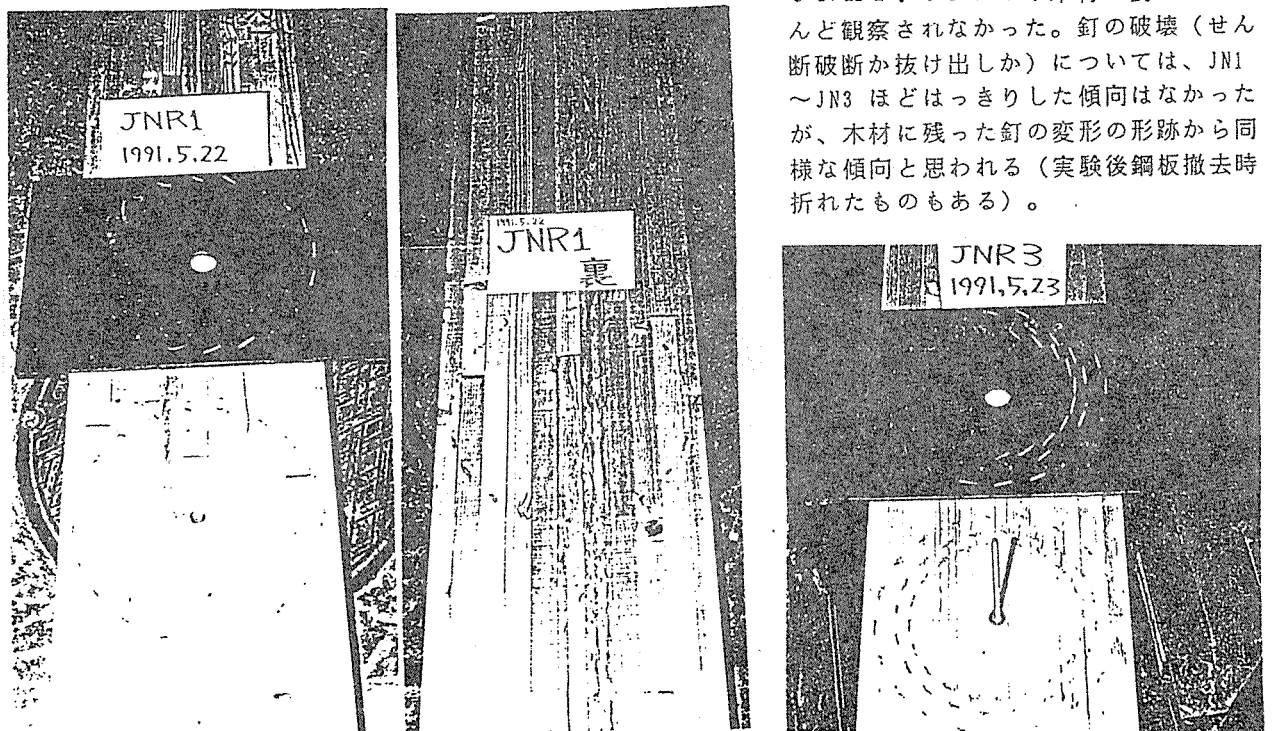 んど観察されなかった。釘の破壊(せん
断破断か抜け出しか)については、JN1
~JN3 ほどはっきりした傾向はなかった
が、木材に残った釘の変形の形跡から同
様な傾向と思われる(実験後鋼板撤去時
折れたものもある)。
JNR1
1991.5.22
1991.5.22
JNR1
裏
JNR3
1991,5,23